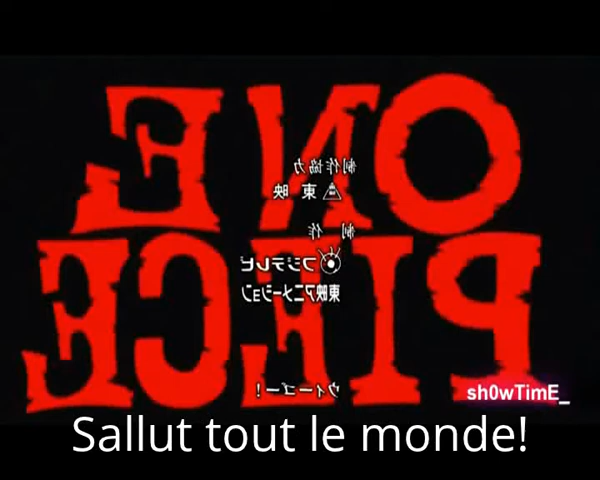 ONE
PIECE
制作協力
東映
制作
フジテレビ
東映アニメーション
ウィーゴー！
sh0wTimE_
Sallut tout le monde!